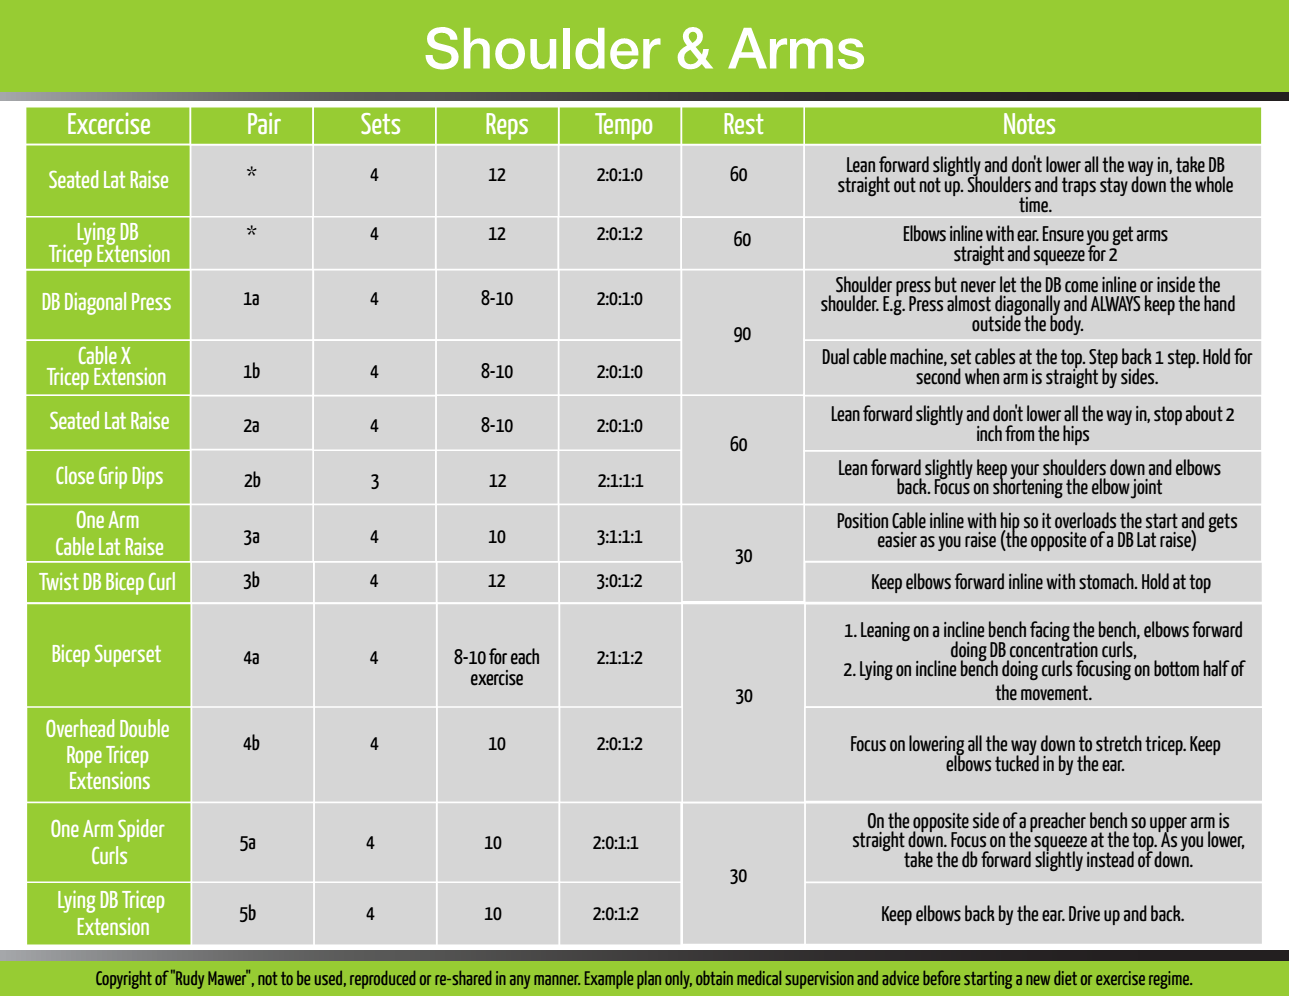 Shoulder & Arms
Excercise Pair Sets Reps Tempo Rest Notes
Seated Lat Raise * 4 12 2:0:1:0 60
Lean forward slightly and don't lower all the way in, take DB
straight out not up. Shoulders and traps stay down the whole
time.
Lying DB
Tricep Extension
* 4 12 2:0:1:2 60
Elbows inline with ear. Ensure you get arms
straight and squeeze for 2
DB Diagonal Press 1a 4 8-10 2:0:1:0 90
Shoulder press but never let the DB come inline or inside the
shoulder. E.g. Press almost diagonally and ALWAYS keep the hand
outside the body.
Cable X
Tricep Extension
1b 4 8-10 2:0:1:0
Dual cable machine, set cables at the top. Step back 1 step. Hold for
second when arm is straight by sides.
Seated Lat Raise 2a 4 8-10 2:0:1:0 60
Lean forward slightly and don't lower all the way in, stop about 2
inch from the hips
Close Grip Dips 2b 3 12 2:1:1:1
Lean forward slightly keep your shoulders down and elbows
back. Focus on shortening the elbow joint
One Arm
Cable Lat Raise
3a 4 10 3:1:1:1 30
Position Cable inline with hip so it overloads the start and gets
easier as you raise (the opposite of a DB Lat raise)
Twist DB Bicep Curl 3b 4 12 3:0:1:2
Keep elbows forward inline with stomach. Hold at top
Bicep Superset 4a 4
8-10 for each
exercise
2:1:1:2 30
1. Leaning on a incline bench facing the bench, elbows forward
doing DB concentration curls,
2. Lying on incline bench doing curls focusing on bottom half of
the movement.
Overhead Double
Rope Tricep
Extensions
4b 4 10 2:0:1:2
Focus on lowering all the way down to stretch tricep. Keep
elbows tucked in by the ear.
One Arm Spider
Curls
5a 4 10 2:0:1:1 30
On the opposite side of a preacher bench so upper arm is
straight down. Focus on the squeeze at the top. As you lower,
take the db forward slightly instead of down.
Lying DB Tricep
Extension
5b 4 10 2:0:1:2
Keep elbows back by the ear. Drive up and back.
Copyright of "Rudy Mawer", not to be used, reproduced or re-shared in any manner. Example plan only, obtain medical supervision and advice before starting a new diet or exercise regime.